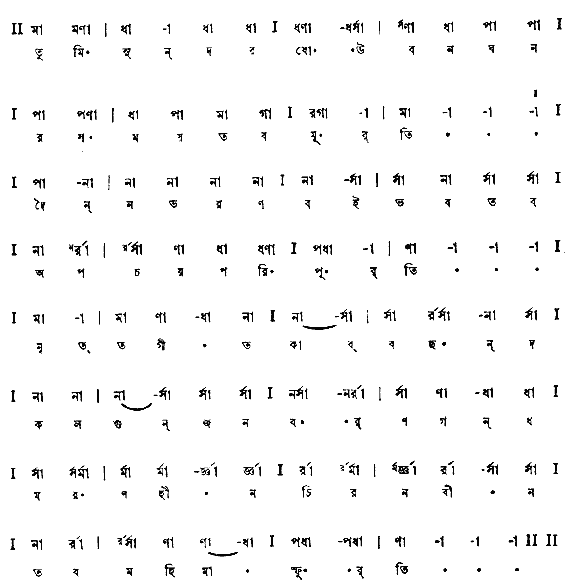 II মা মণা | ধা -া ধা ধা I ধণা -ধর্সা | র্সণা ধা পা পা I
তু মি॰ সু ন্ দ র যৌ॰ ॰উ ব ন ঘ ন
I পা পণা | ধা পা মা গা I রগা -া | মা -া -া -া I
র স॰ ম য় ত ব মূ॰ র্ তি ॰ ॰ ॰
I পা -না | না না না না I না -র্সা | র্সা না র্সা র্সা I
দৈ ন্ ন ভ র ণ ব ই ভ ব ত ব
I না র্সর্রা | র্রর্সা ণা ধা ধণা I পধা -া | ণা -া -া -া I
অ প চ য় প রি॰ পূ॰ র্ তি ॰ ॰ ॰
I মা -া | মা ণা -ধা না I না -র্সা | র্সা র্রর্সা -না র্সা I
নৃ ত্ ত গী ॰ ত কা ব্ ব ছ॰ ন্ দ
I না না | না -র্সা র্সা র্সা I নর্সা -নর্রা | র্সা ণা -ধা ধা I
ক ল গু ন্ জ ন ব॰ ॰র্ ণ গ ন্ ধ
I র্সা র্সর্মা | র্মা র্মা -র্জ্ঞা র্জ্ঞা I র্রা র্রর্মা | র্মর্জ্ঞা র্রা -র্সা র্সা I
ম র॰ ণ হী ॰ ন চি র ন বী ॰ ন
I না র্রা | র্রর্সা ণা ণা -ধা I পধা -পধা | ণা -া -া -া II II
ত ব ম হি মা ॰ স্ফূ॰ ॰র্ তি ॰ ॰ ॰